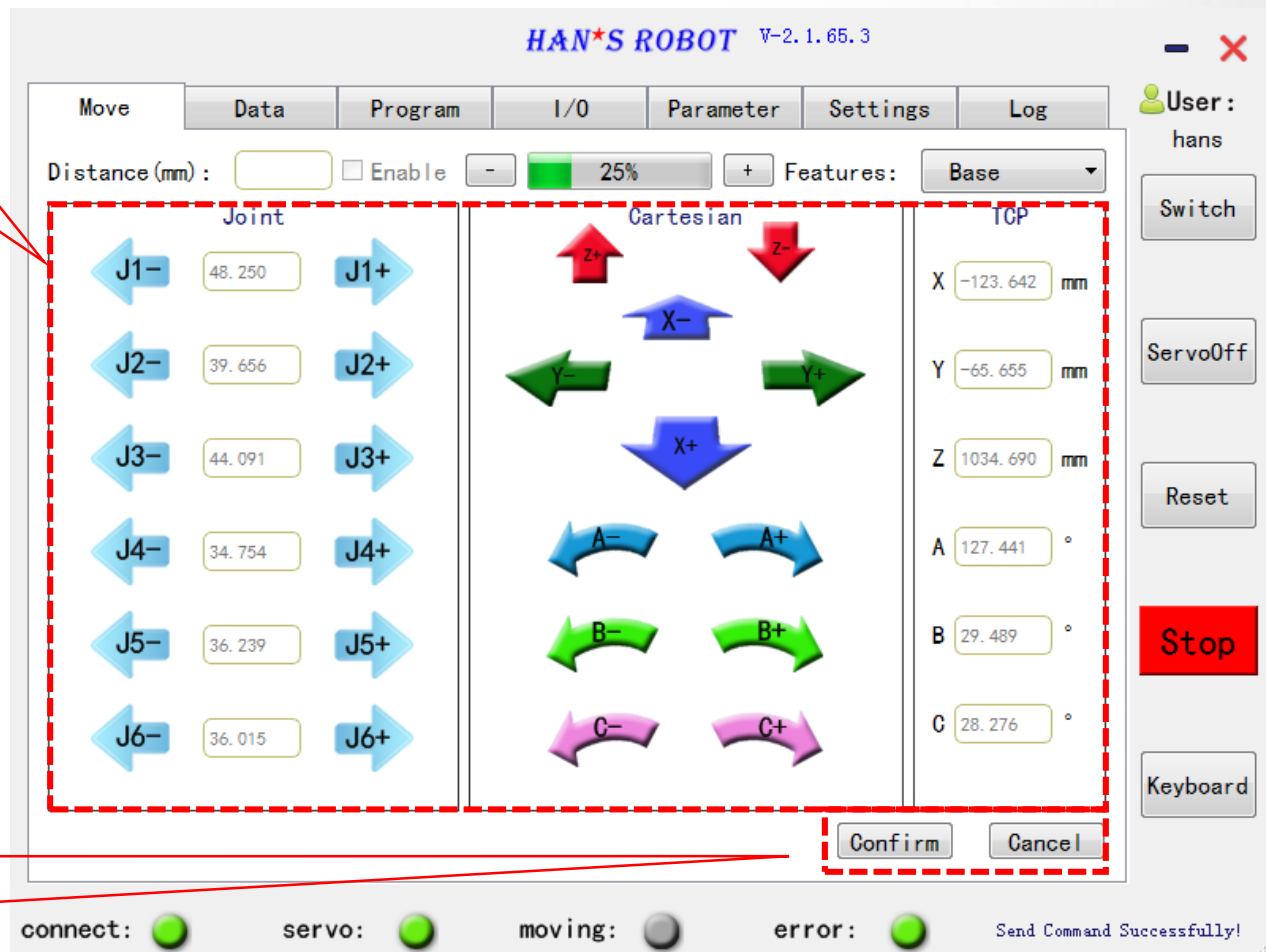 HAN*S ROBOT V-2.1.65.3
Move Data Program I/O Parameter Settings Log
User:
hans
Distance(mm): Enable - 25% + Features: Base
Switch
Joint Cartesian TCP
Z+ Z-
J1- 48.250 J1+
X -123.642 mm
X-
ServoOff
J2- 39.656 J2+
Y- Y+
Y -65.655 mm
J3- 44.091 J3+
X+
Z 1034.690 mm
Reset
J4- 34.754 J4+
A- A+
A 127.441 °
J5- 36.239 J5+
B- B+
B 29.489 °
Stop
J6- 36.015 J6+
C- C+
C 28.276 °
Keyboard
Confirm Cancel
connect: servo: moving: error: Send Command Successfully!